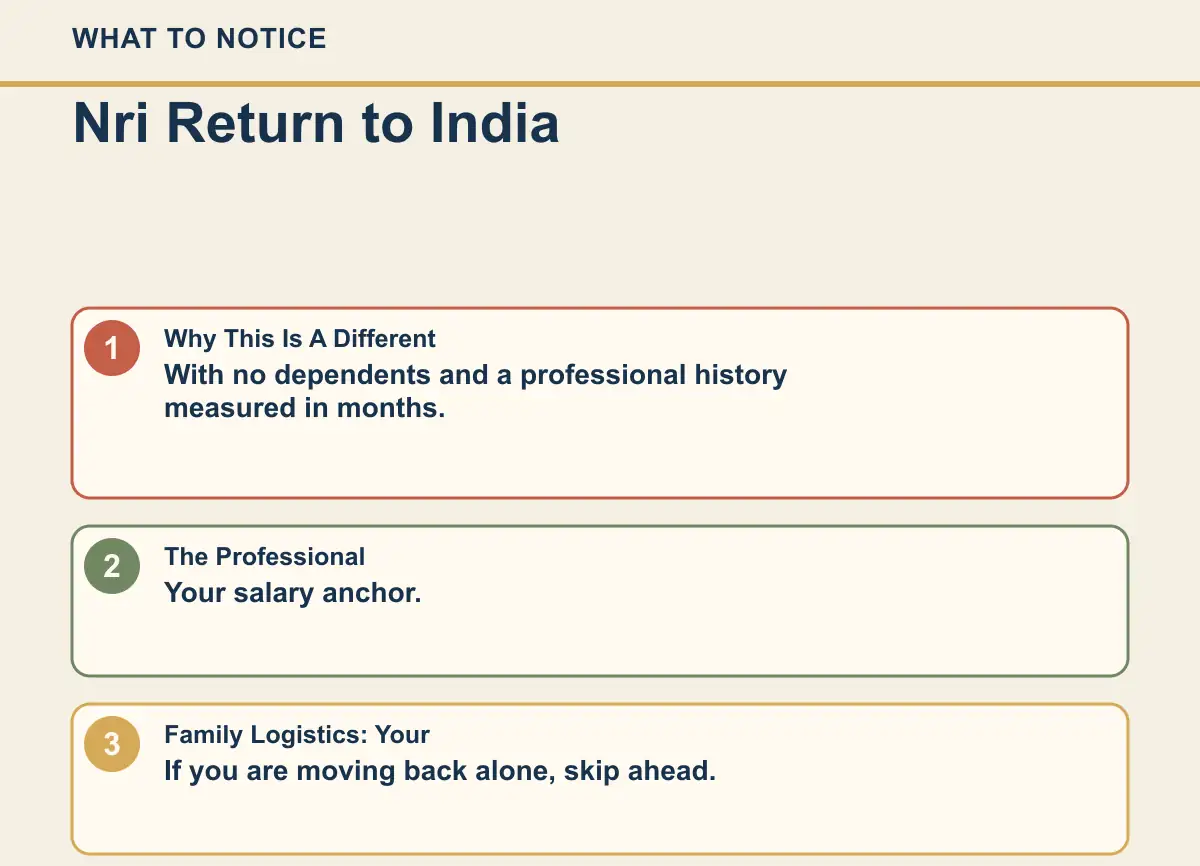 WHAT TO NOTICE
Nri Return to India
1
Why This Is A Different
With no dependents and a professional history
measured in months.
2
The Professional
Your salary anchor.
3
Family Logistics: Your
If you are moving back alone, skip ahead.